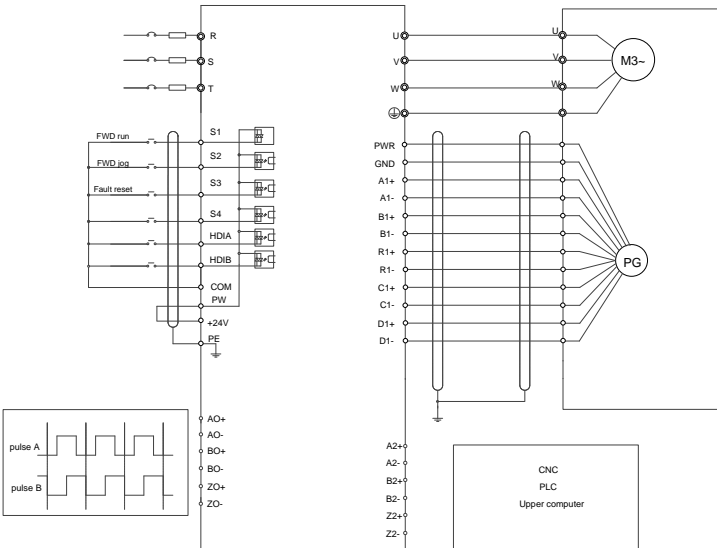 R
S
T
U
V
W
U
V
W
M3~
FWD run
FWD jog
Fault reset
S1
S2
S3
S4
HDIA
HDIB
COM
PW
+24V
PE
PWR
GND
A1+
A1-
B1+
B1-
R1+
R1-
C1+
C1-
D1+
D1-
PG
pulse A
pulse B
AO+
AO-
BO+
BO-
ZO+
ZO-
A2+
A2-
B2+
B2-
Z2+
Z2-
CNC
PLC
Upper computer